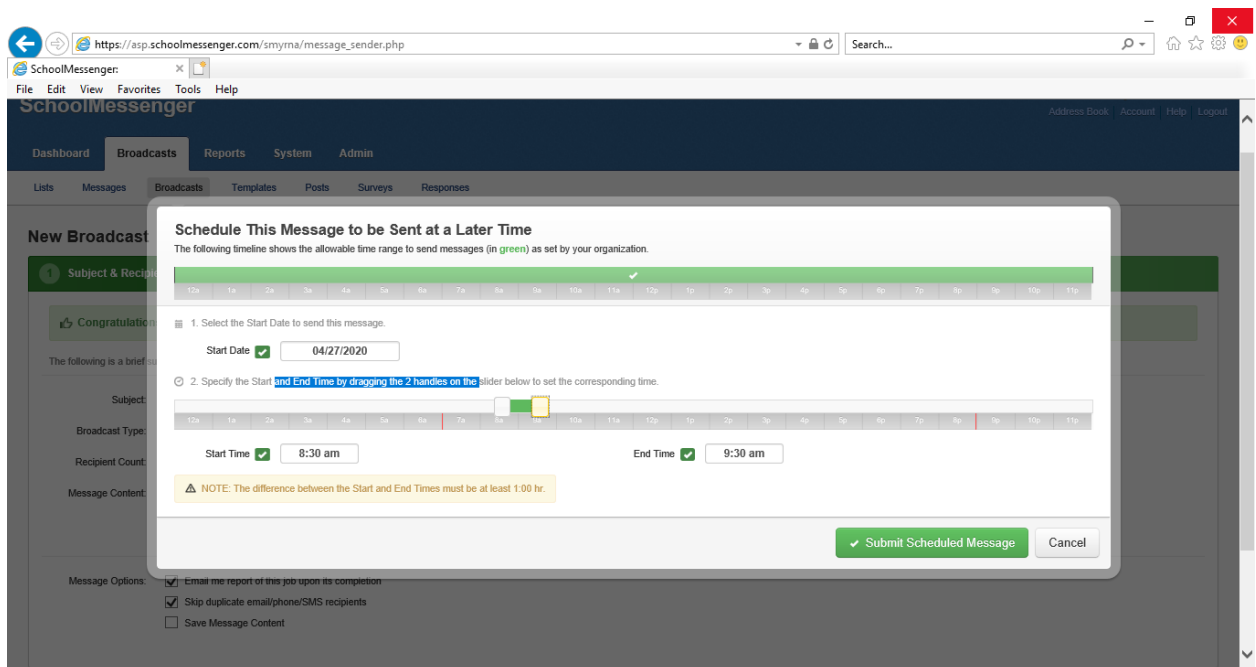 https://asp.schoolmessenger.com/smyrna/message_sender.php
Search...
SchoolMessenger:
File Edit View Favorites Tools Help
SchoolMessenger
Address Book Account Help Logout
Dashboard Broadcasts Reports System Admin
Lists Messages Broadcasts Templates Posts Surveys Responses
New Broadcast
1 Subject & Recipie
Congratulation
The following is a brief su
Subject:
Broadcast Type:
Recipient Count:
Message Content:
Schedule This Message to be Sent at a Later Time
The following timeline shows the allowable time range to send messages (in green) as set by your organization.
12a 1a 2a 3a 4a 5a 6a 7a 8a 9a 10a 11a 12p 1p 2p 3p 4p 5p 6p 7p 8p 9p 10p 11p
1. Select the Start Date to send this message.
Start Date 04/27/2020
2. Specify the Start and End Time by dragging the 2 handles on the slider below to set the corresponding time.
12a 1a 2a 3a 4a 5a 6a 7a 8a 9a 10a 11a 12p 1p 2p 3p 4p 5p 6p 7p 8p 9p 10p 11p
Start Time 8:30 am End Time 9:30 am
NOTE: The difference between the Start and End Times must be at least 1:00 hr.
Submit Scheduled Message Cancel
Message Options: Email me report of this job upon its completion
Skip duplicate email/phone/SMS recipients
Save Message Content